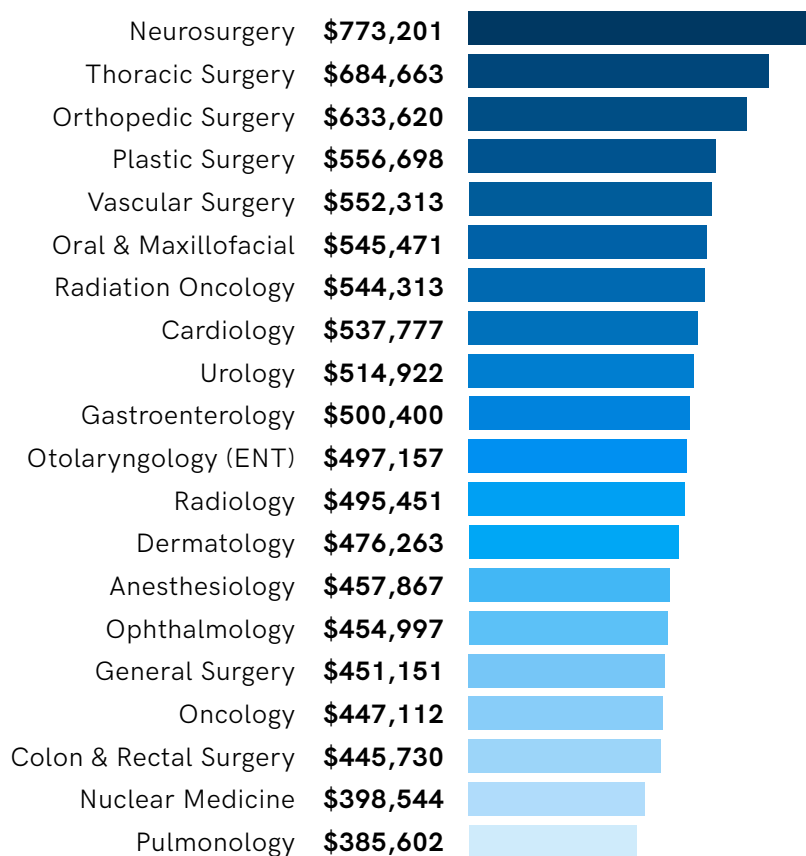 Neurosurgery $773,201
Thoracic Surgery $684,663
Orthopedic Surgery $633,620
Plastic Surgery $556,698
Vascular Surgery $552,313
Oral & Maxillofacial $545,471
Radiation Oncology $544,313
Cardiology $537,777
Urology $514,922
Gastroenterology $500,400
Otolaryngology (ENT) $497,157
Radiology $495,451
Dermatology $476,263
Anesthesiology $457,867
Ophthalmology $454,997
General Surgery $451,151
Oncology $447,112
Colon & Rectal Surgery $445,730
Nuclear Medicine $398,544
Pulmonology $385,602